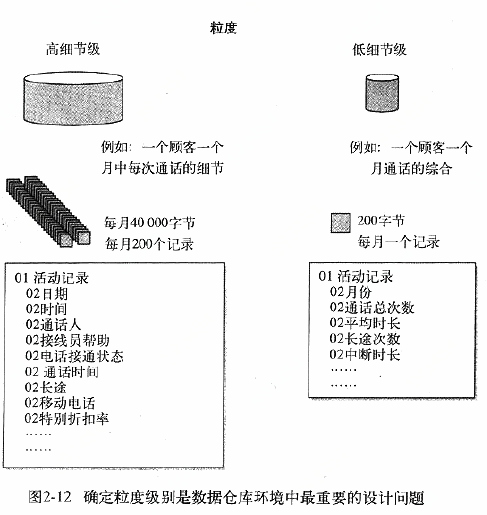 粒度
高细节级
低细节级
例如：一个顾客一个
月中每次通话的细节
例如：一个顾客一个
月通话的综合
每月40 000字节
每月200个记录
200字节
每月一个记录
01 活动记录
02日期
02时间
02通话人
02接线员帮助
02电话接通状态
02 通话时间
02长途
02移动电话
02特别折扣率
……
……
01 活动记录
02月份
02通话总次数
02平均时长
02长途次数
02中断时长
……
……
图2-12 确定粒度级别是数据仓库环境中最重要的设计问题